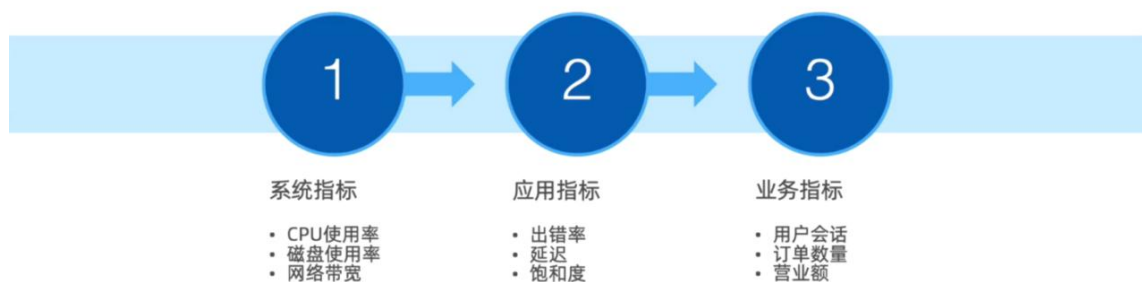 1
2
3
系统指标
• CPU使用率
• 磁盘使用率
• 网络带宽
应用指标
• 出错率
• 延迟
• 饱和度
业务指标
• 用户会话
• 订单数量
• 营业额